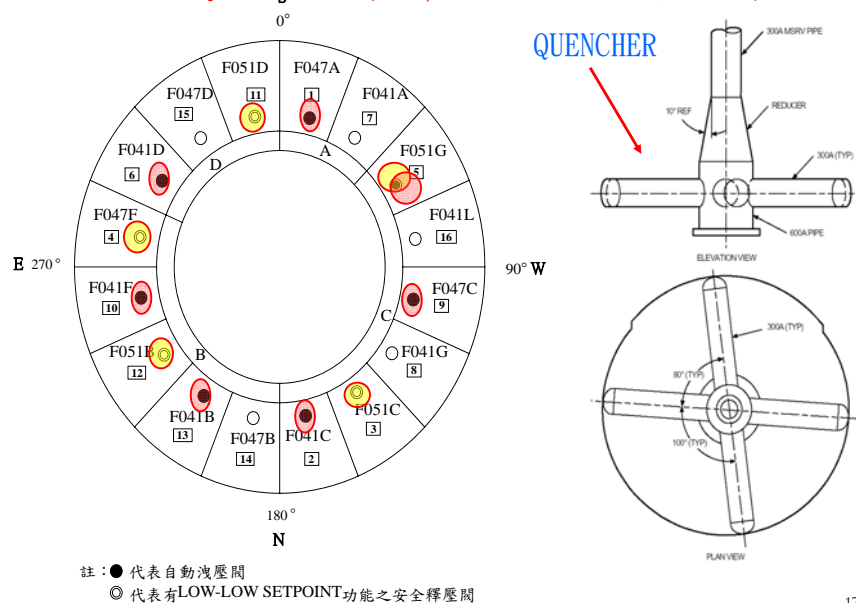 S
0°
F051D
11
F047A
1
F047D
15
F041A
7
F041D
6
D
A
F051G
5
F047F
4
F041L
16
E 270°
90° W
F041F
10
C
F047C
9
F051B
12
B
F041G
8
F041B
13
F047B
14
F041C
2
F051C
3
180°
N
註：● 代表自動洩壓閥
◎ 代表有LOW-LOW SETPOINT功能之安全釋壓閥
QUENCHER
300A MSRV PIPE
10° REF
REDUCER
300A (TYP)
600A PIPE
ELEVATION VIEW
300A (TYP)
80° (TYP)
100° (TYP)
PLAN VIEW
17